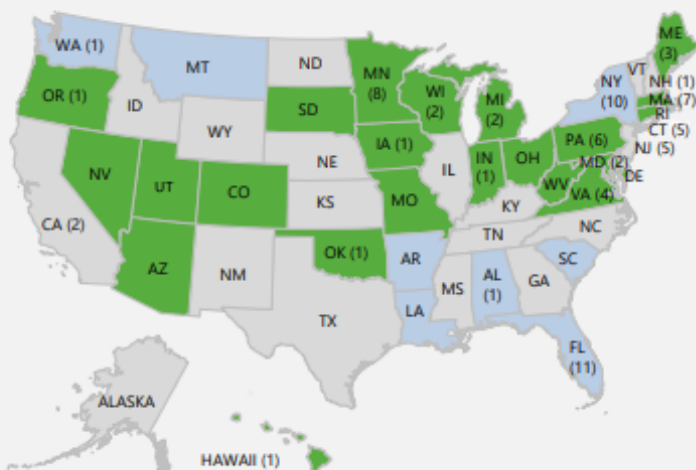 ME
(3)
WA (1)
MT
ND
MN
(8)
VT
NH (1)
OR (1)
ID
SD
WI
(2)
MI
(2)
NY
(10)
MA (7)
RI
CT (5)
WY
IA (1)
PA (6)
NJ (5)
NE
IL
IN
(1)
OH
MD (2)
DE
NV
UT
CO
KS
MO
WV
VA (4)
KY
CA (2)
NC
TN
AZ
NM
OK (1)
AR
SC
MS
AL
(1)
GA
TX
LA
FL
(11)
ALASKA
HAWAII (1)